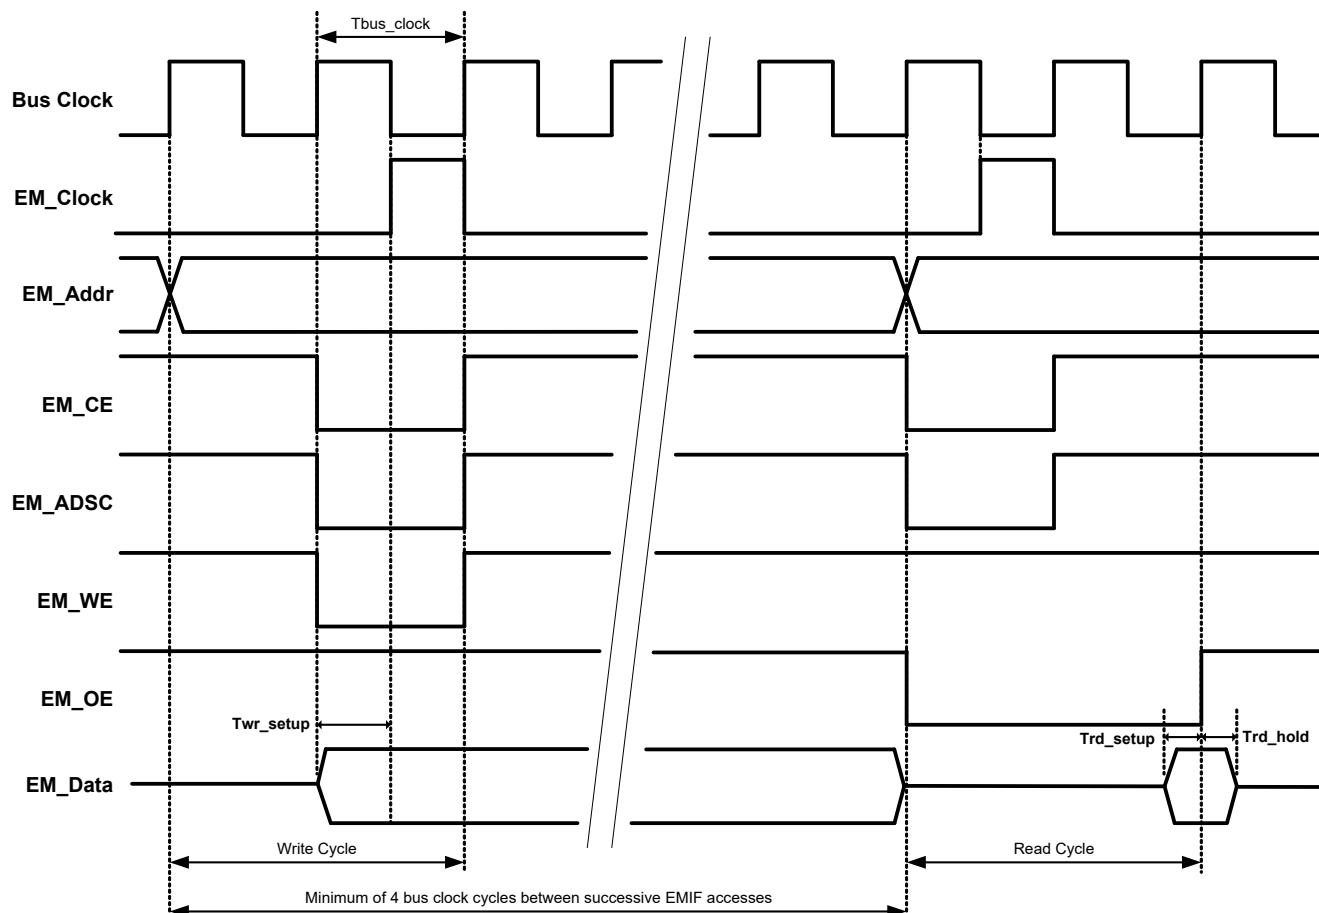 Tbus_clock
Bus Clock
EM_Clock
EM_Addr
EM_CE
EM_ADSC
EM_WE
EM_OE
Twr_setup
Trd_setup
Trd_hold
EM_Data
Write Cycle
Read Cycle
Minimum of 4 bus clock cycles between successive EMIF accesses